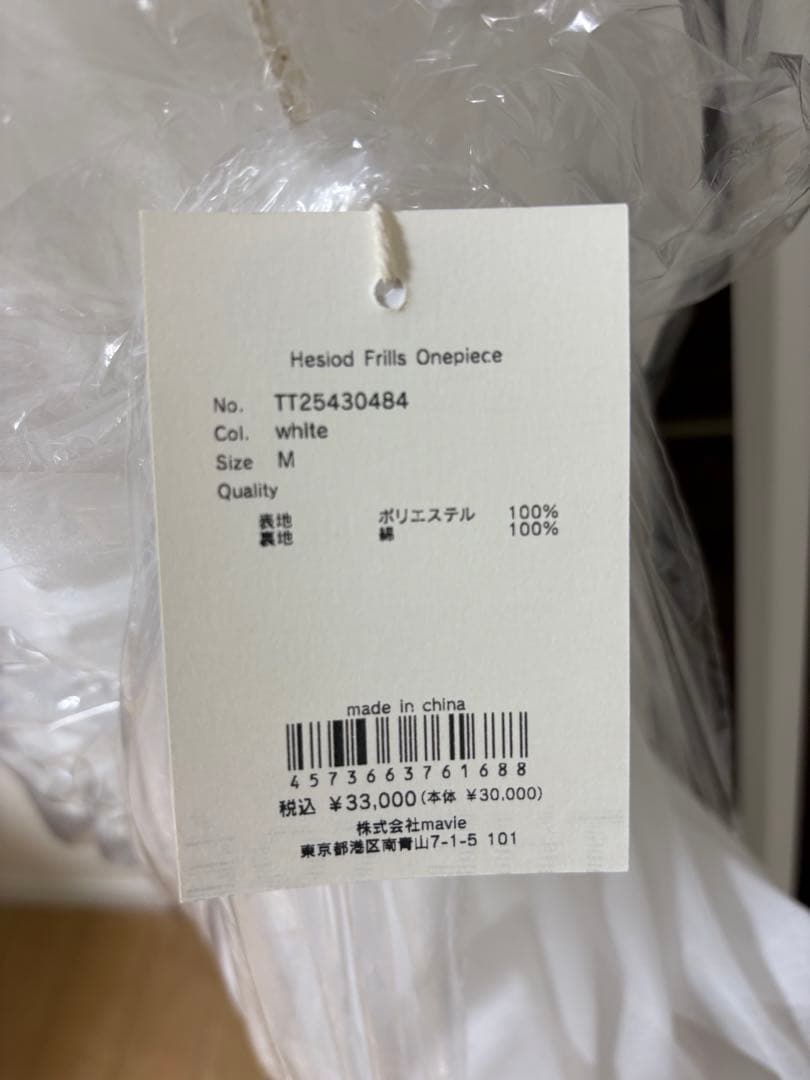 Hesiod Frills Onepiece
No. TT25430484
Col. white
Size M
Quality
表地 ポリエステル 100%
裏地 綿 100%
made in china
4573663761688
税込 ¥33,000(本体 ¥30,000)
株式会社mavie
東京都港区南青山7-1-5 101